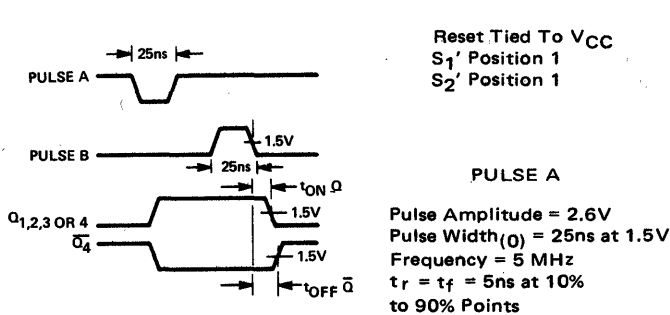 Reset Tied To VCC
S1' Position 1
S2' Position 1
25ns
PULSE A
PULSE B
1.5V
25ns
tON Q
Q1,2,3 OR 4
1.5V
Q̅4
1.5V
tOFF Q̅
PULSE A
Pulse Amplitude = 2.6V
Pulse Width(0) = 25ns at 1.5V
Frequency = 5 MHz
tr = tf = 5ns at 10%
to 90% Points